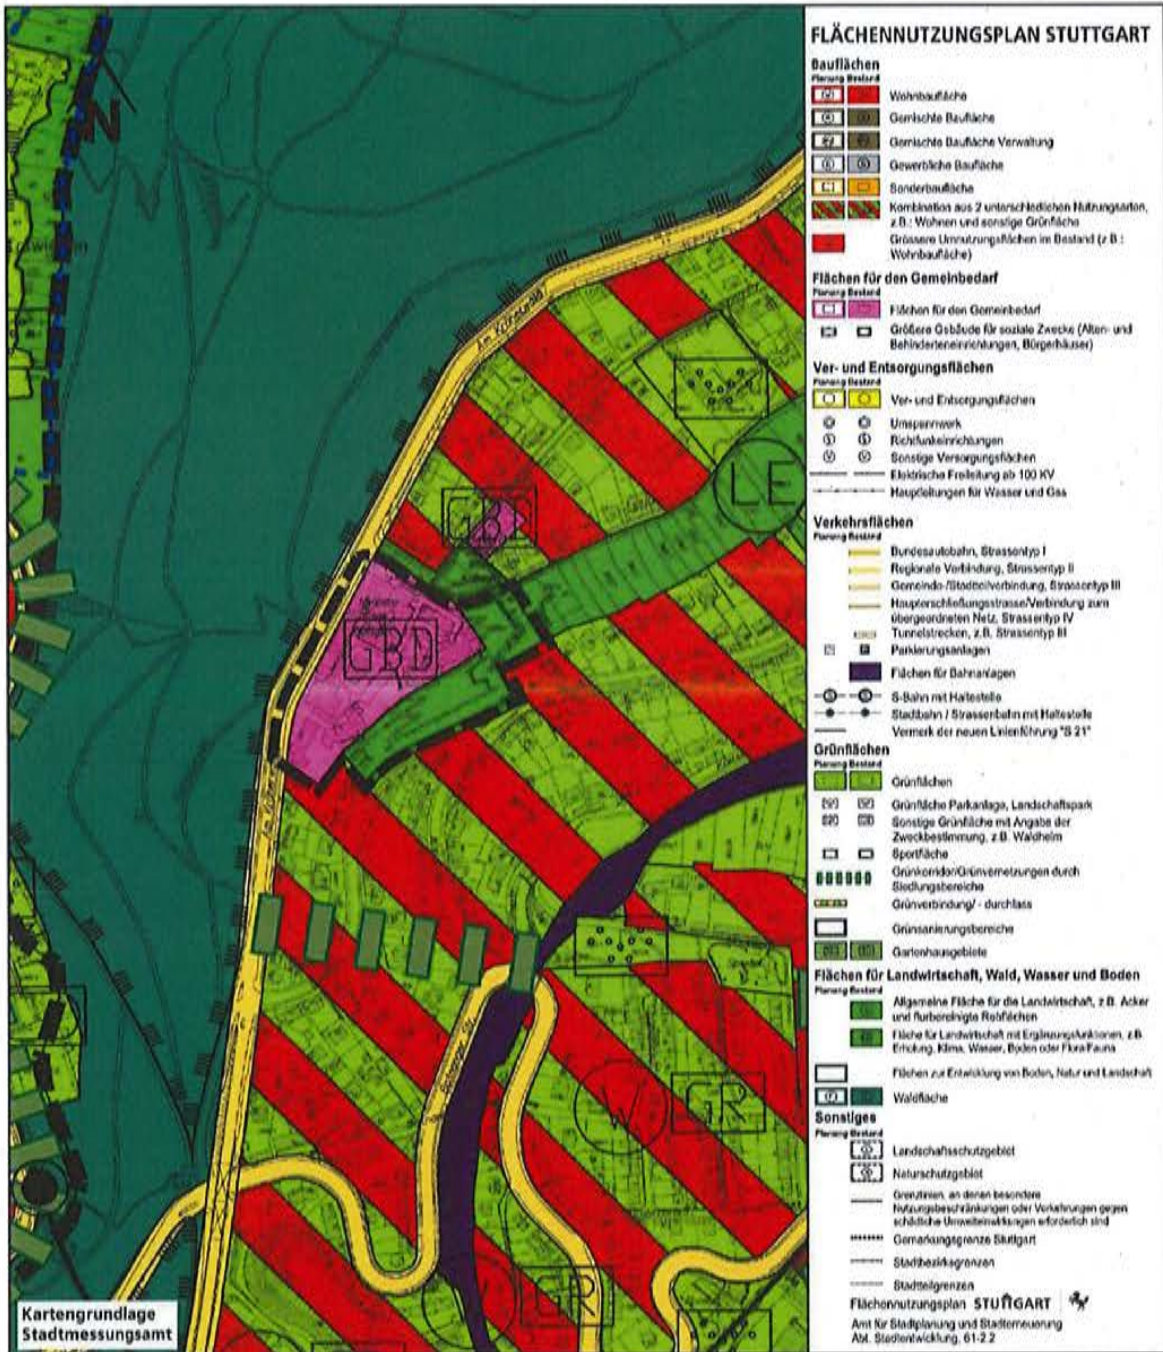 FLÄCHENNUTZUNGSPLAN STUTTGART
Bauflächen
Planung Bestand
Wohnbaufläche
Gemischte Baufläche
Gemischte Baufläche Verwaltung
Gewerbliche Baufläche
Sonderbaufläche
Kombination aus 2 unterschiedlichen Nutzungsarten,
z.B.: Wohnen und sonstige Grünfläche
Grössere Umnutzungsflächen im Bestand (z.B.:
Wohnbaufläche)
Flächen für den Gemeinbedarf
Planung Bestand
Flächen für den Gemeinbedarf
Größere Gebäude für soziale Zwecke (Alten- und
Behinderteneinrichtungen, Bürgerhäuser)
Ver- und Entsorgungsflächen
Planung Bestand
Ver- und Entsorgungsflächen
Umspannwerk
Richtfunkeinrichtungen
Sonstige Versorgungsflächen
Elektrische Freileitung ab 100 KV
Hauptleitungen für Wasser und Gas
Verkehrsflächen
Planung Bestand
Bundesautobahn, Strassentyp I
Regionale Verbindung, Strassentyp II
Gemeinde-/Stadtteilverbindung, Strassentyp III
Haupterschließungsstrasse/Verbindung zum
übergeordneten Netz, Strassentyp IV
Tunnelstrecken, z.B. Strassentyp III
Parkierungsanlagen
Flächen für Bahnanlagen
S-Bahn mit Haltestelle
Stadtbahn / Strassenbahn mit Haltestelle
Vermerk der neuen Linienführung "S 21"
Grünflächen
Planung Bestand
Grünflächen
Grünfläche Parkanlage, Landschaftspark
Sonstige Grünfläche mit Angabe der
Zweckbestimmung, z.B. Waldheim
Sportfläche
Grünkorridor/Grünvernetzungen durch
Siedlungsbereiche
Grünverbindung/ - durchlass
Grünsanierungsbereiche
Gartenhausgebiete
Flächen für Landwirtschaft, Wald, Wasser und Boden
Planung Bestand
Allgemeine Fläche für die Landwirtschaft, z.B. Äcker
und flurbereinigte Rebflächen
Fläche für Landwirtschaft mit Ergänzungsfunktionen, z.B.
Erholung, Klima, Wasser, Boden oder Flora/Fauna
Flächen zur Entwicklung von Boden, Natur und Landschaft
Waldfläche
Sonstiges
Planung Bestand
Landschaftsschutzgebiet
Naturschutzgebiet
Grenzlinien, an denen besondere
Nutzungsbeschränkungen oder Vorkehrungen gegen
schädliche Umwelteinwirkungen erforderlich sind
Gemarkungsgrenze Stuttgart
Stadtbezirksgrenzen
Stadtteilgrenzen
Flächennutzungsplan STUTTGART
Amt für Stadtplanung und Stadterneuerung
Abt. Stadtentwicklung, 61-2.2
N
LE
GBD
GBD
W
GR
GR
Kartengrundlage
Stadtmessungsamt